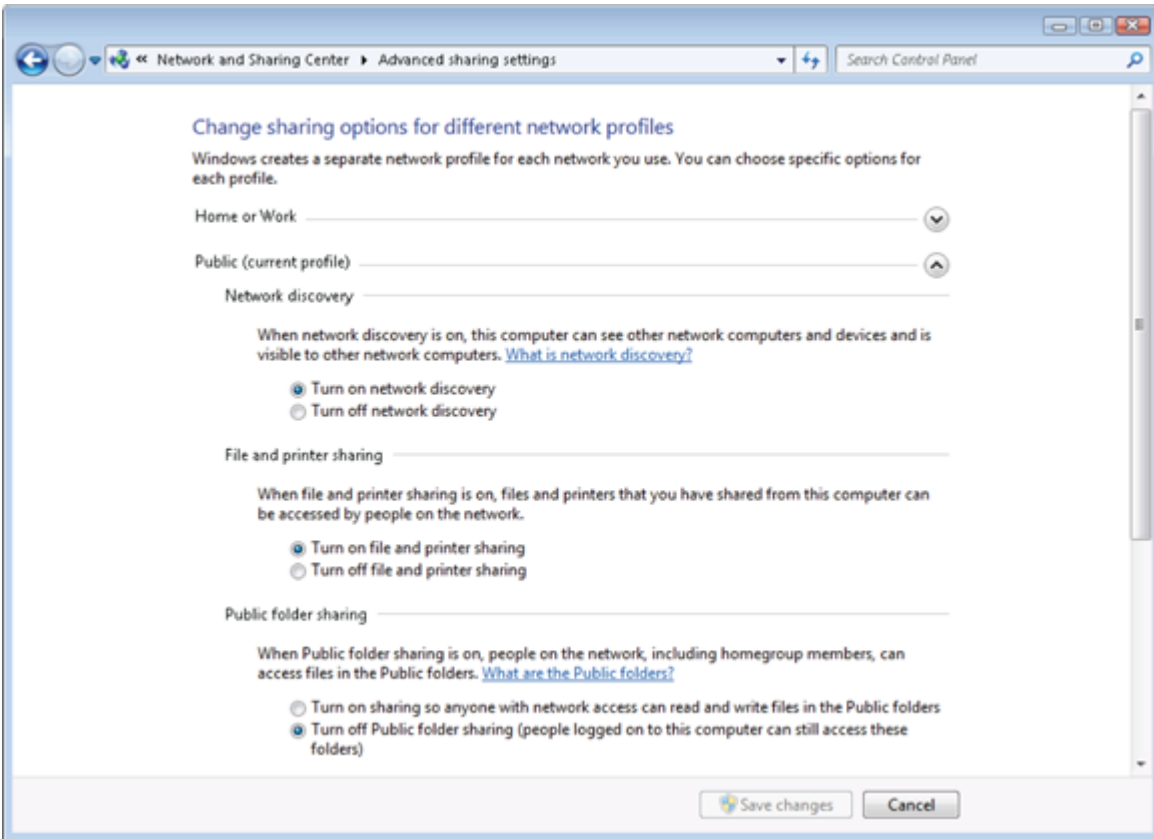 « Network and Sharing Center ▸ Advanced sharing settings
Search Control Panel
Change sharing options for different network profiles
Windows creates a separate network profile for each network you use. You can choose specific options for
each profile.
Home or Work
Public (current profile)
Network discovery
When network discovery is on, this computer can see other network computers and devices and is
visible to other network computers. What is network discovery?
Turn on network discovery
Turn off network discovery
File and printer sharing
When file and printer sharing is on, files and printers that you have shared from this computer can
be accessed by people on the network.
Turn on file and printer sharing
Turn off file and printer sharing
Public folder sharing
When Public folder sharing is on, people on the network, including homegroup members, can
access files in the Public folders. What are the Public folders?
Turn on sharing so anyone with network access can read and write files in the Public folders
Turn off Public folder sharing (people logged on to this computer can still access these
folders)
Save changes
Cancel